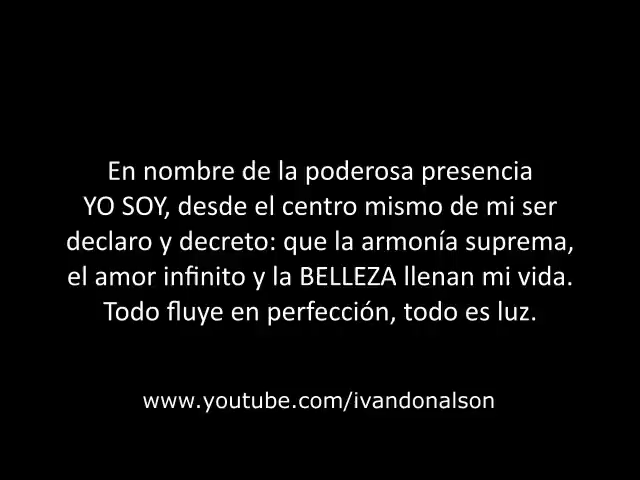 En nombre de la poderosa presencia
YO SOY, desde el centro mismo de mi ser
declaro y decreto: que la armonía suprema,
el amor infinito y la BELLEZA llenan mi vida.
Todo fluye en perfección, todo es luz.
www.youtube.com/ivandonalson